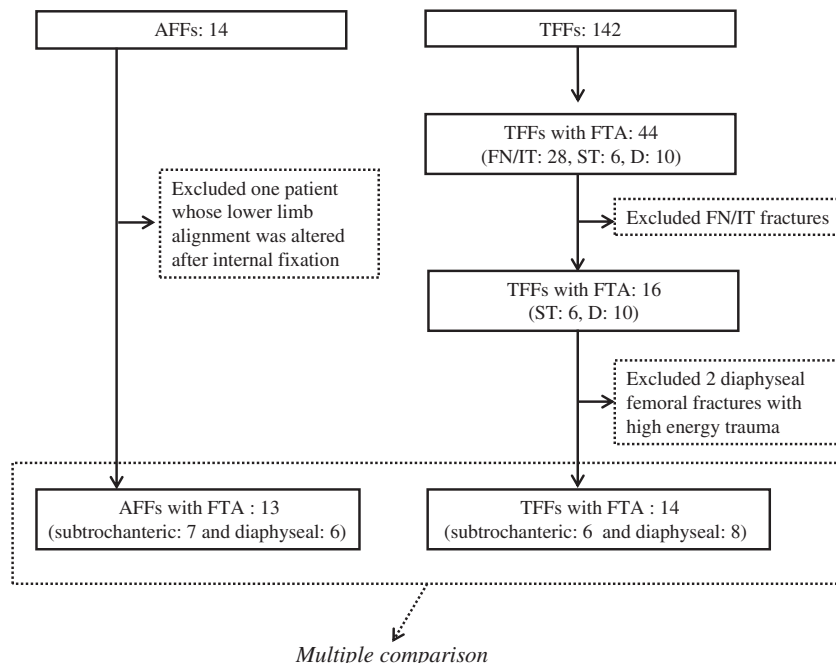 AFFs: 14
TFFs: 142
TFFs with FTA: 44
(FN/IT: 28, ST: 6, D: 10)
Excluded one patient
whose lower limb
alignment was altered
after internal fixation
Excluded FN/IT fractures
TFFs with FTA: 16
(ST: 6, D: 10)
Excluded 2 diaphyseal
femoral fractures with
high energy trauma
AFFs with FTA : 13
(subtrochanteric: 7 and diaphyseal: 6)
TFFs with FTA : 14
(subtrochanteric: 6 and diaphyseal: 8)
Multiple comparison